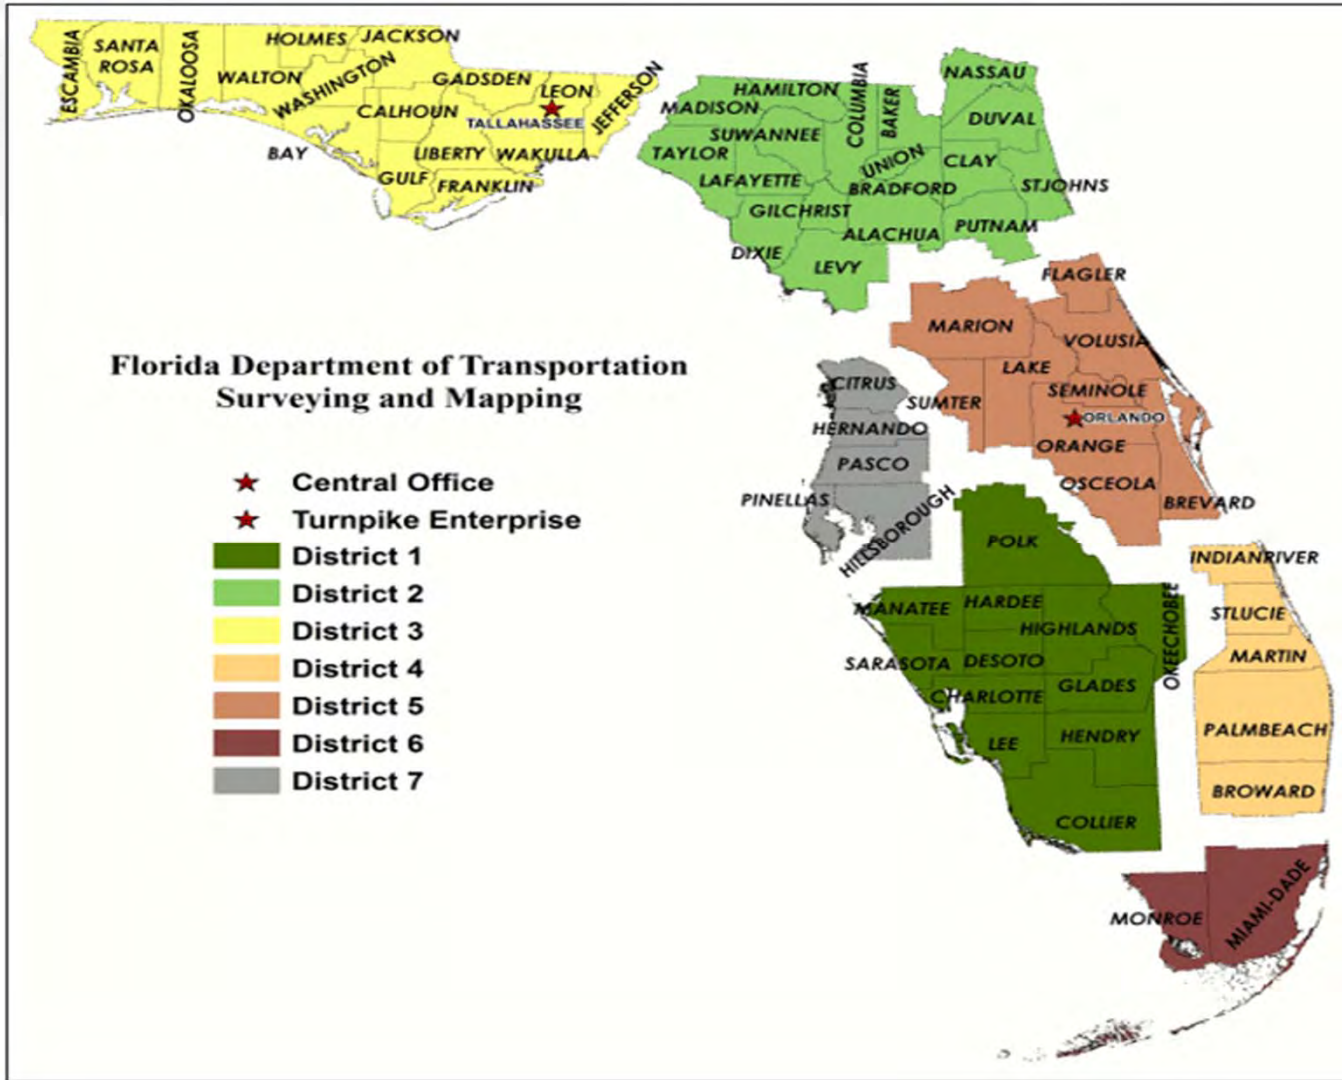 ESCAMBIA
SANTA
ROSA
OKALOOSA
HOLMES
JACKSON
WALTON
WASHINGTON
GADSDEN
LEON
JEFFERSON
CALHOUN
TALLAHASSEE
BAY
LIBERTY
WAKULLA
GULF
FRANKLIN
NASSAU
HAMILTON
COLUMBIA
BAKER
MADISON
DUVAL
SUWANNEE
TAYLOR
UNION
CLAY
LAFAYETTE
BRADFORD
STJOHNS
GILCHRIST
ALACHUA
PUTNAM
DIXIE
LEVY
FLAGLER
MARION
VOLUSIA
LAKE
CITRUS
SEMINOLE
SUMTER
ORLANDO
HERNANDO
ORANGE
PASCO
OSCEOLA
PINELLAS
HILLSBOROUGH
BREVARD
POLK
INDIANRIVER
MANATEE
HARDEE
OKEECHOBEE
STLUCIE
HIGHLANDS
SARASOTA
DESOTO
MARTIN
CHARLOTTE
GLADES
LEE
HENDRY
PALMBEACH
BROWARD
COLLIER
MONROE
MIAMI-DADE
Florida Department of Transportation
Surveying and Mapping
Central Office
Turnpike Enterprise
District 1
District 2
District 3
District 4
District 5
District 6
District 7